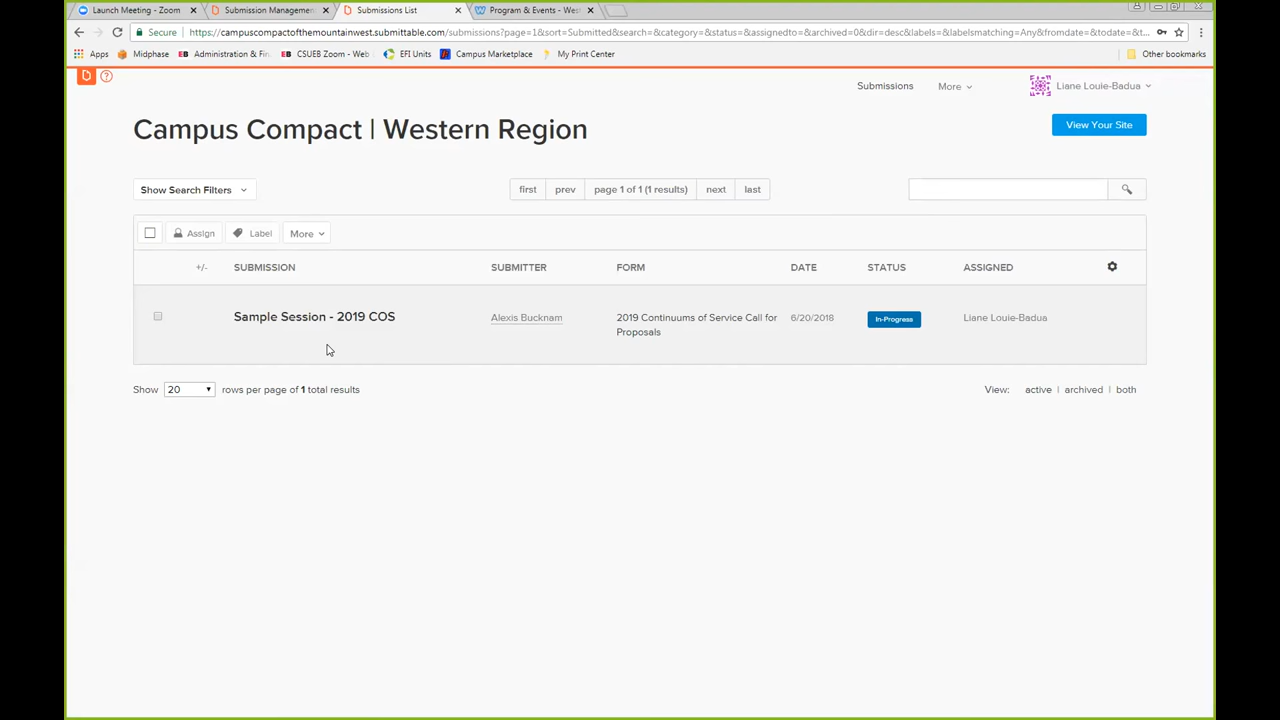 Launch Meeting - Zoom
Submission Management
Submissions List
Program & Events - Wes
Secure
https://campuscompactofthemountainwest.submittable.com/submissions?page=1&sort=Submitted&search=&category=&status=&assignedto=&archived=0&dir=desc&labels=&labelsmatching=Any&fromdate=&todate=&t...
Apps
Midphase
Administration & Fin
CSUEB Zoom - Web
EFI Units
Campus Marketplace
My Print Center
Other bookmarks
Submissions
More
Liane Louie-Badua
Campus Compact | Western Region
View Your Site
Show Search Filters
first
prev
page 1 of 1 (1 results)
next
last
Assign
Label
More
+/-
SUBMISSION
SUBMITTER
FORM
DATE
STATUS
ASSIGNED
Sample Session - 2019 COS
Alexis Bucknam
2019 Continuums of Service Call for
Proposals
6/20/2018
In-Progress
Liane Louie-Badua
Show 20 rows per page of 1 total results
View: active | archived | both